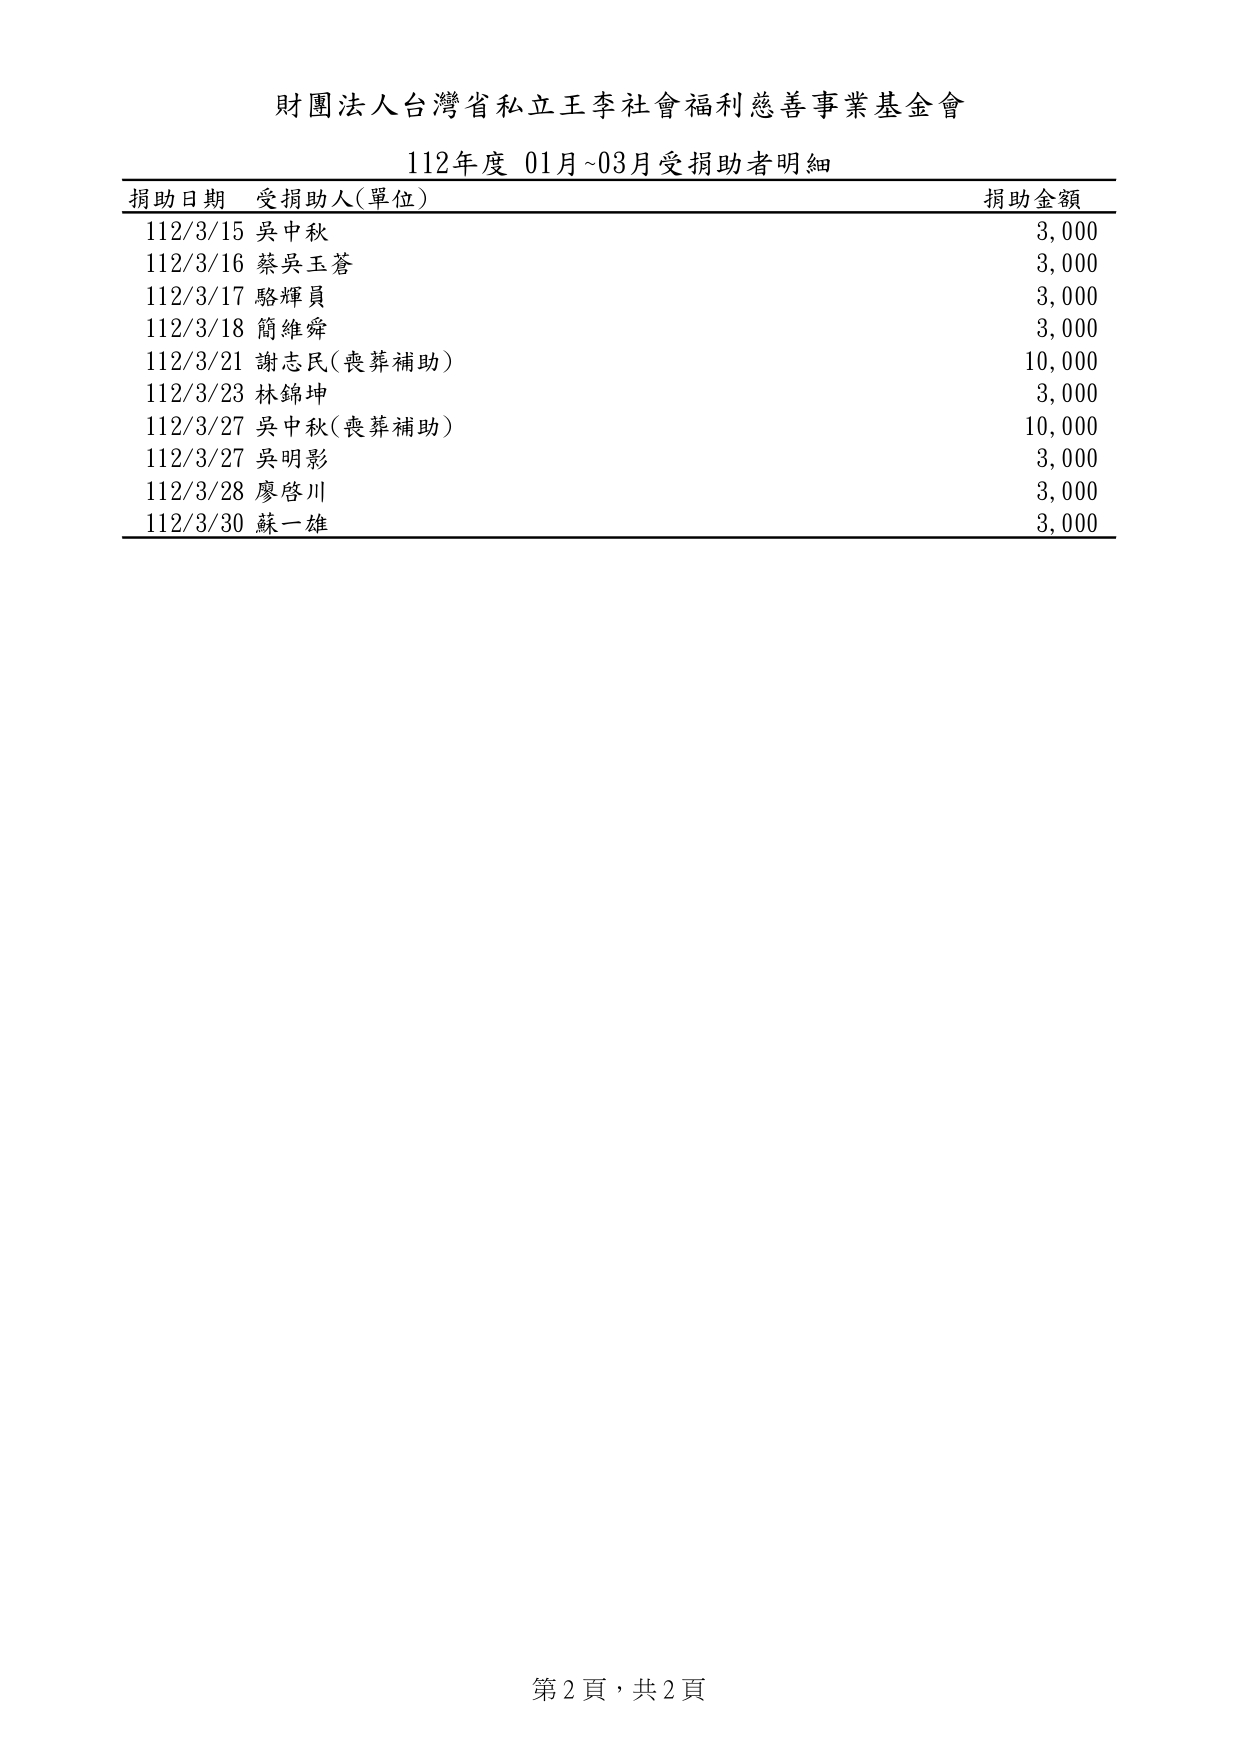 財團法人台灣省私立王李社會福利慈善事業基金會
112年度 01月~03月受捐助者明細
捐助日期 受捐助人(單位) 捐助金額
112/3/15 吳中秋 3,000
112/3/16 蔡吳玉蒼 3,000
112/3/17 駱輝員 3,000
112/3/18 簡維舜 3,000
112/3/21 謝志民(喪葬補助) 10,000
112/3/23 林錦坤 3,000
112/3/27 吳中秋(喪葬補助) 10,000
112/3/27 吳明影 3,000
112/3/28 廖啓川 3,000
112/3/30 蘇一雄 3,000
第2頁，共2頁